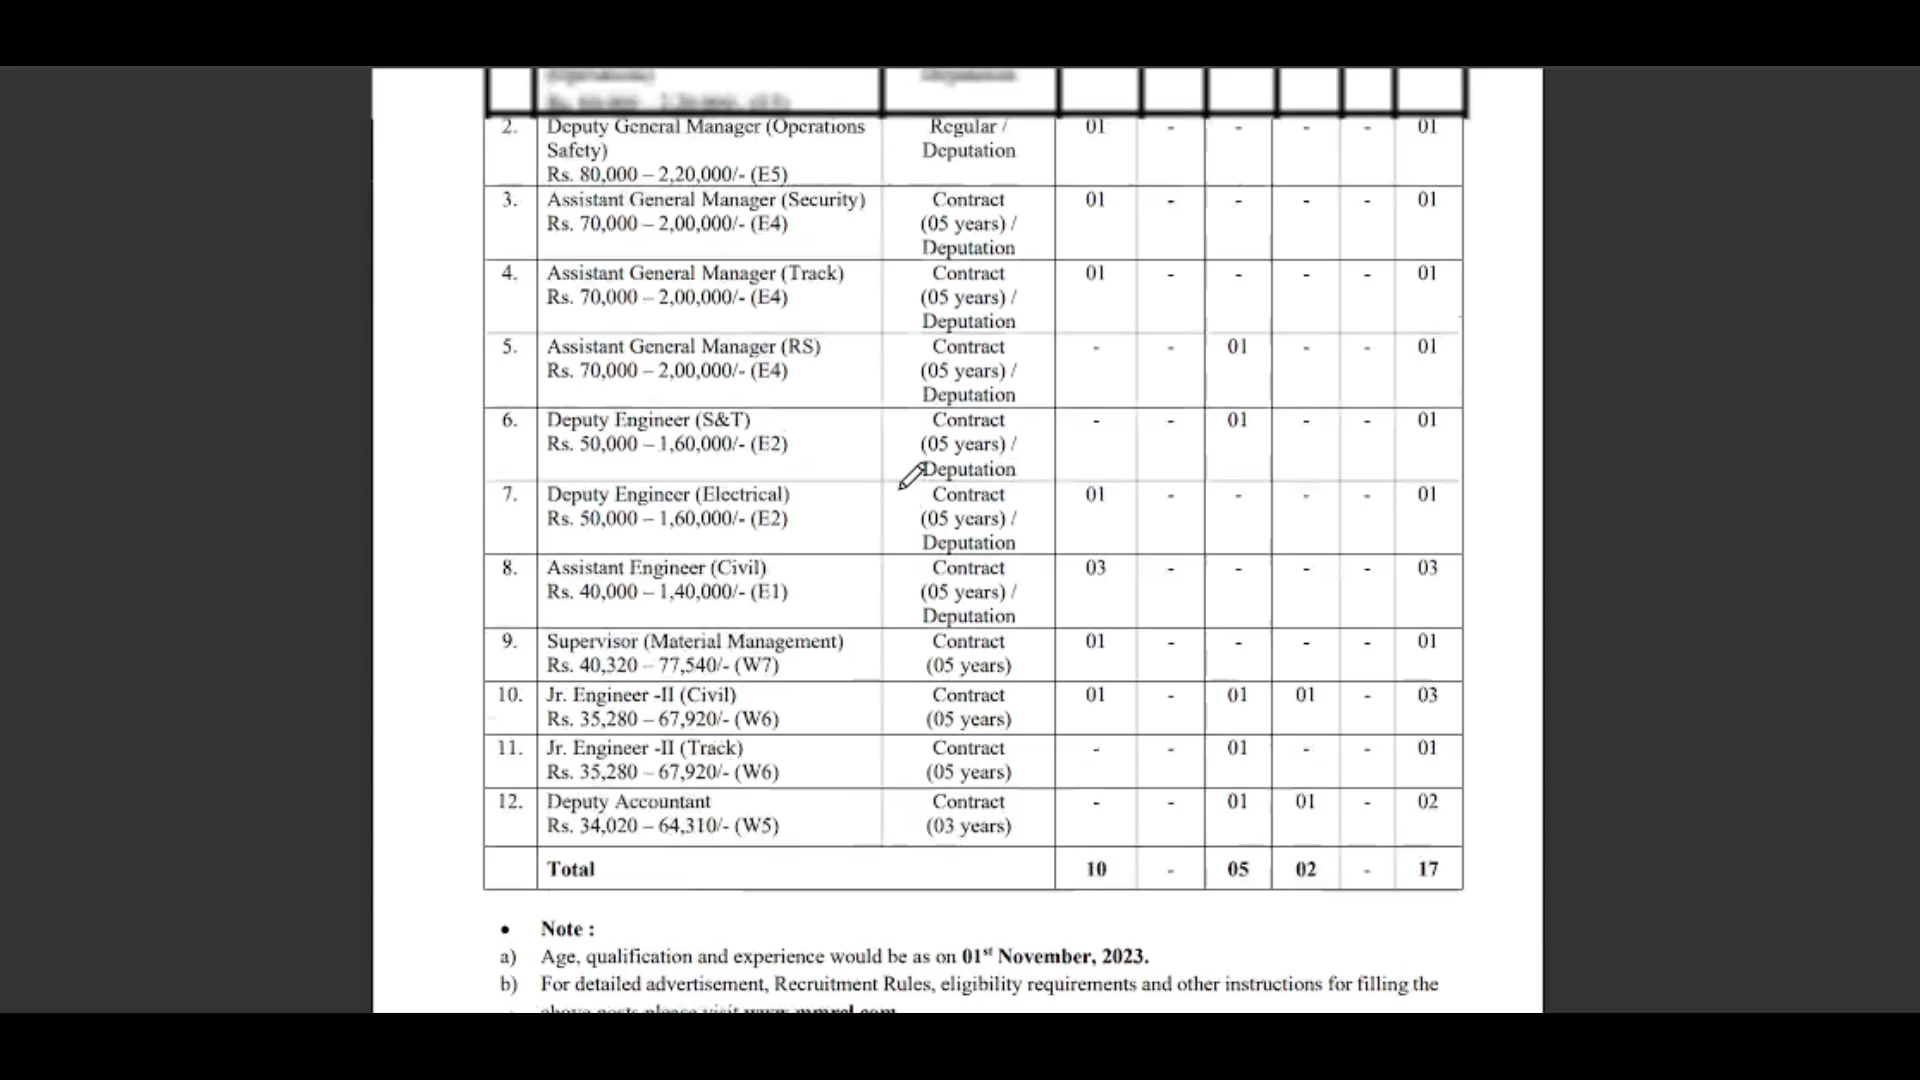 2. Deputy General Manager (Operations Regular / 01 - - - - 01
Safety) Deputation
Rs. 80,000 – 2,20,000/- (E5)
3. Assistant General Manager (Security) Contract 01 - - - - 01
Rs. 70,000 – 2,00,000/- (E4) (05 years) /
Deputation
4. Assistant General Manager (Track) Contract 01 - - - - 01
Rs. 70,000 – 2,00,000/- (E4) (05 years) /
Deputation
5. Assistant General Manager (RS) Contract - - 01 - - 01
Rs. 70,000 – 2,00,000/- (E4) (05 years) /
Deputation
6. Deputy Engineer (S&T) Contract - - 01 - - 01
Rs. 50,000 – 1,60,000/- (E2) (05 years) /
Deputation
7. Deputy Engineer (Electrical) Contract 01 - - - - 01
Rs. 50,000 – 1,60,000/- (E2) (05 years) /
Deputation
8. Assistant Engineer (Civil) Contract 03 - - - - 03
Rs. 40,000 – 1,40,000/- (E1) (05 years) /
Deputation
9. Supervisor (Material Management) Contract 01 - - - - 01
Rs. 40,320 – 77,540/- (W7) (05 years)
10. Jr. Engineer -II (Civil) Contract 01 - 01 01 - 03
Rs. 35,280 – 67,920/- (W6) (05 years)
11. Jr. Engineer -II (Track) Contract - - 01 - - 01
Rs. 35,280 – 67,920/- (W6) (05 years)
12. Deputy Accountant Contract - - 01 01 - 02
Rs. 34,020 – 64,310/- (W5) (03 years)
Total 10 - 05 02 - 17
• Note :
a) Age, qualification and experience would be as on 01st November, 2023.
b) For detailed advertisement, Recruitment Rules, eligibility requirements and other instructions for filling the
above posts please visit www.mmrcl.com